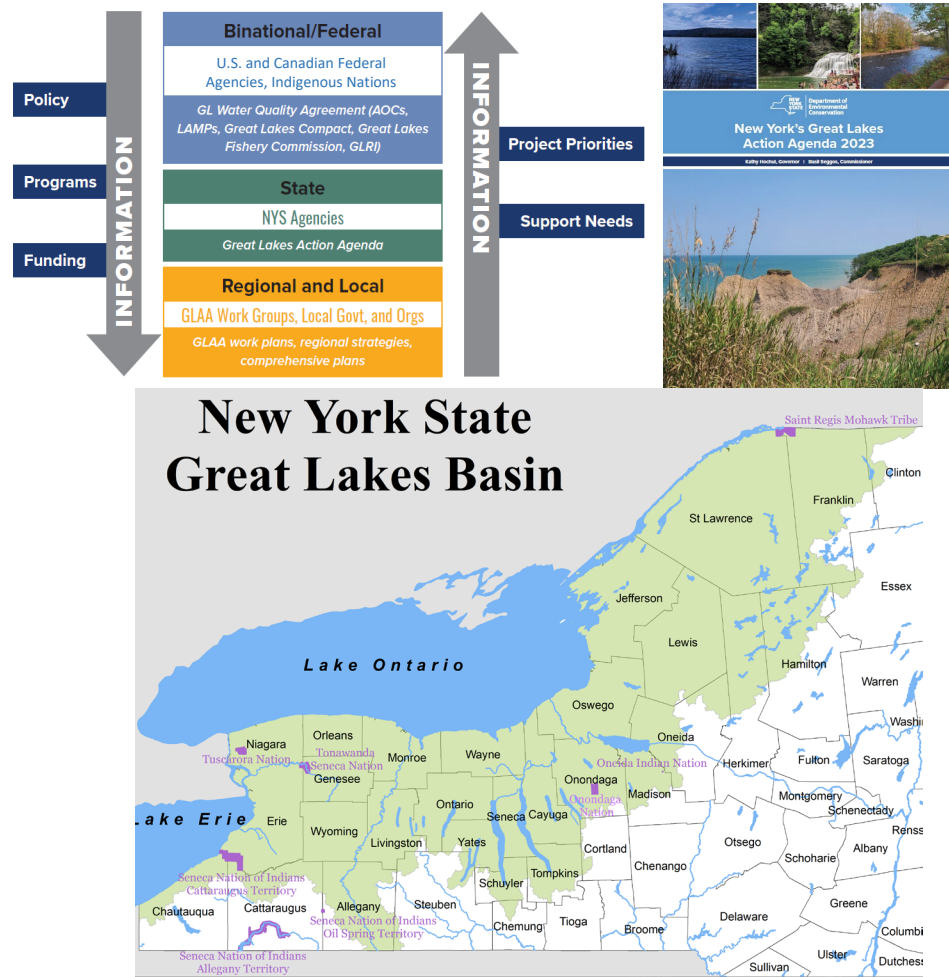 Policy
Programs
Funding
INFORMATION
Binational/Federal
U.S. and Canadian Federal
Agencies, Indigenous Nations
GL Water Quality Agreement (AOCs,
LAMPs, Great Lakes Compact, Great Lakes
Fishery Commission, GLRI)
State
NYS Agencies
Great Lakes Action Agenda
Regional and Local
GLAA Work Groups, Local Govt, and Orgs
GLAA work plans, regional strategies,
comprehensive plans
INFORMATION
Project Priorities
Support Needs
NEW YORK STATE
Department of
Environmental
Conservation
New York's Great Lakes
Action Agenda 2023
Kathy Hochul, Governor | Basil Seggos, Commissioner
New York State
Great Lakes Basin
Saint Regis Mohawk Tribe
Clinton
Franklin
St Lawrence
Essex
Jefferson
Lewis
Lake Ontario
Hamilton
Warren
Oswego
Washi
Oneida
Niagara
Orleans
Tuscarora Nation
Tonawanda
Seneca Nation
Monroe
Wayne
Oneida Indian Nation
Herkimer
Fulton
Saratoga
Genesee
Onondaga
Madison
Onondaga
Nation
Montgomery
Schenectady
Lake Erie
Erie
Wyoming
Ontario
Seneca
Cayuga
Renss
Livingston
Yates
Cortland
Otsego
Albany
Schoharie
Chenango
Tompkins
Schuyler
Seneca Nation of Indians
Cattaraugus Territory
Chautauqua
Cattaraugus
Allegany
Steuben
Greene
Seneca Nation of Indians
Oil Spring Territory
Chemung
Tioga
Broome
Delaware
Columbi
Seneca Nation of Indians
Allegany Territory
Ulster
Sullivan
Dutchess